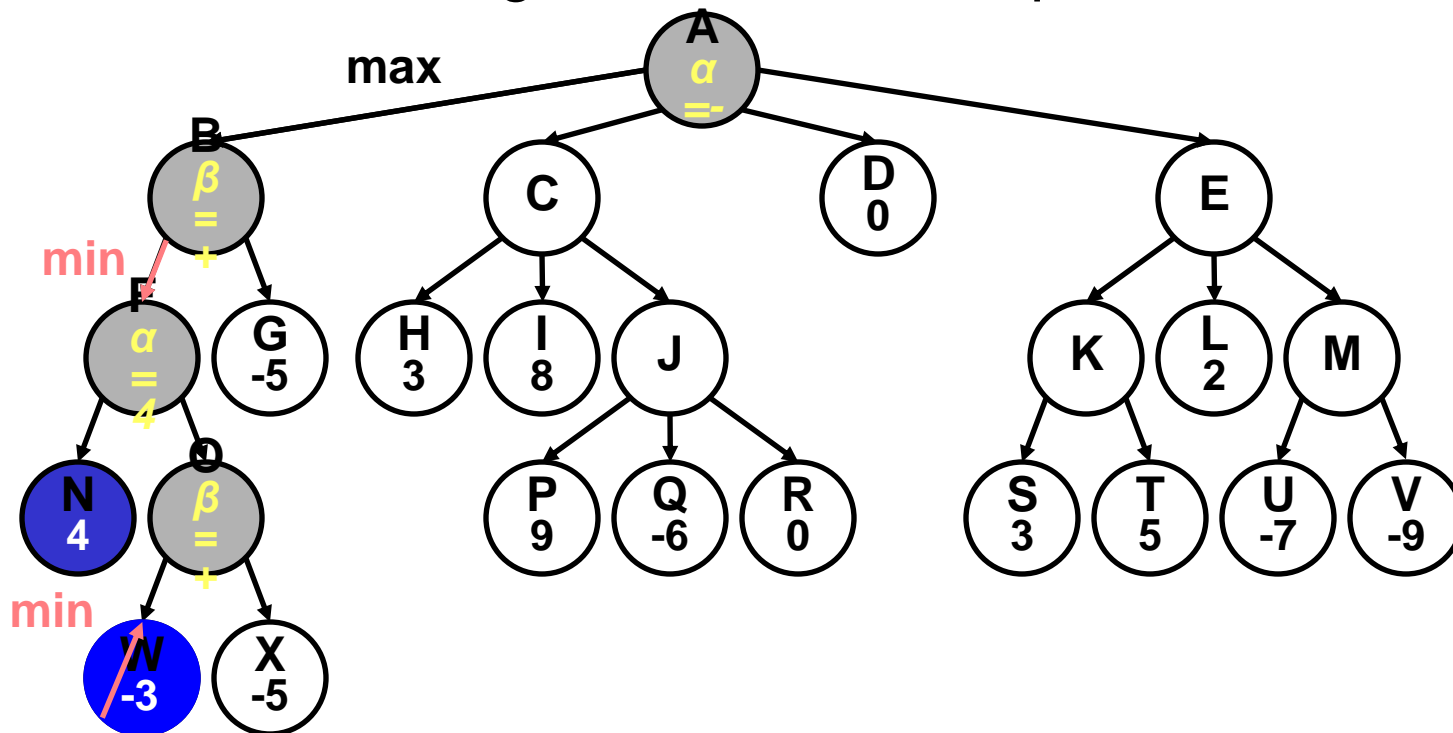 A
α
=-
max
B
β
=
+
C
D
0
E
min
F
α
=
4
G
-5
H
3
I
8
J
K
L
2
M
N
4
O
β
=
+
P
9
Q
-6
R
0
S
3
T
5
U
-7
V
-9
min
W
-3
X
-5